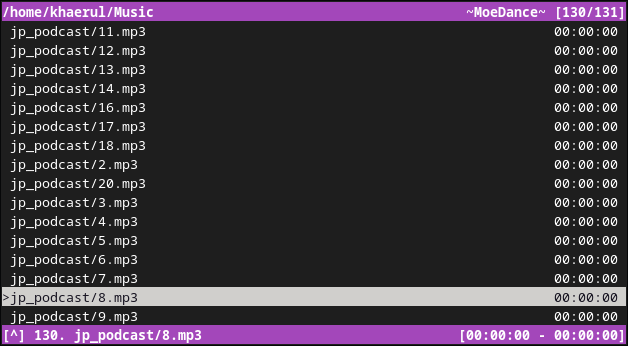 /home/khaerul/Music ~MoeDance~ [130/131]
jp_podcast/11.mp3 00:00:00
jp_podcast/12.mp3 00:00:00
jp_podcast/13.mp3 00:00:00
jp_podcast/14.mp3 00:00:00
jp_podcast/16.mp3 00:00:00
jp_podcast/17.mp3 00:00:00
jp_podcast/18.mp3 00:00:00
jp_podcast/2.mp3 00:00:00
jp_podcast/20.mp3 00:00:00
jp_podcast/3.mp3 00:00:00
jp_podcast/4.mp3 00:00:00
jp_podcast/5.mp3 00:00:00
jp_podcast/6.mp3 00:00:00
jp_podcast/7.mp3 00:00:00
>jp_podcast/8.mp3 00:00:00
jp_podcast/9.mp3 00:00:00
[^] 130. jp_podcast/8.mp3 [00:00:00 - 00:00:00]